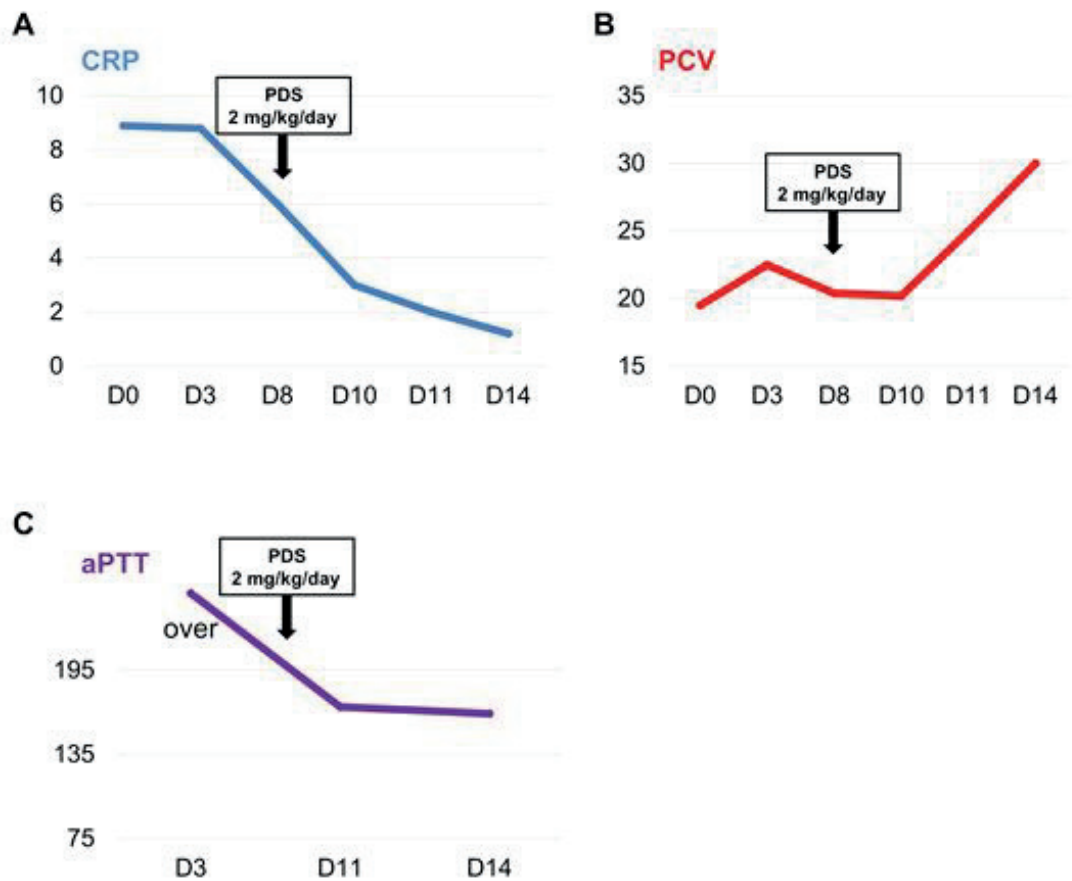 A
CRP
10
8
6
4
2
0
PDS
2 mg/kg/day
D0 D3 D8 D10 D11 D14
B
PCV
35
30
25
20
15
PDS
2 mg/kg/day
D0 D3 D8 D10 D11 D14
C
aPTT
PDS
2 mg/kg/day
over
195
135
75
D3 D11 D14